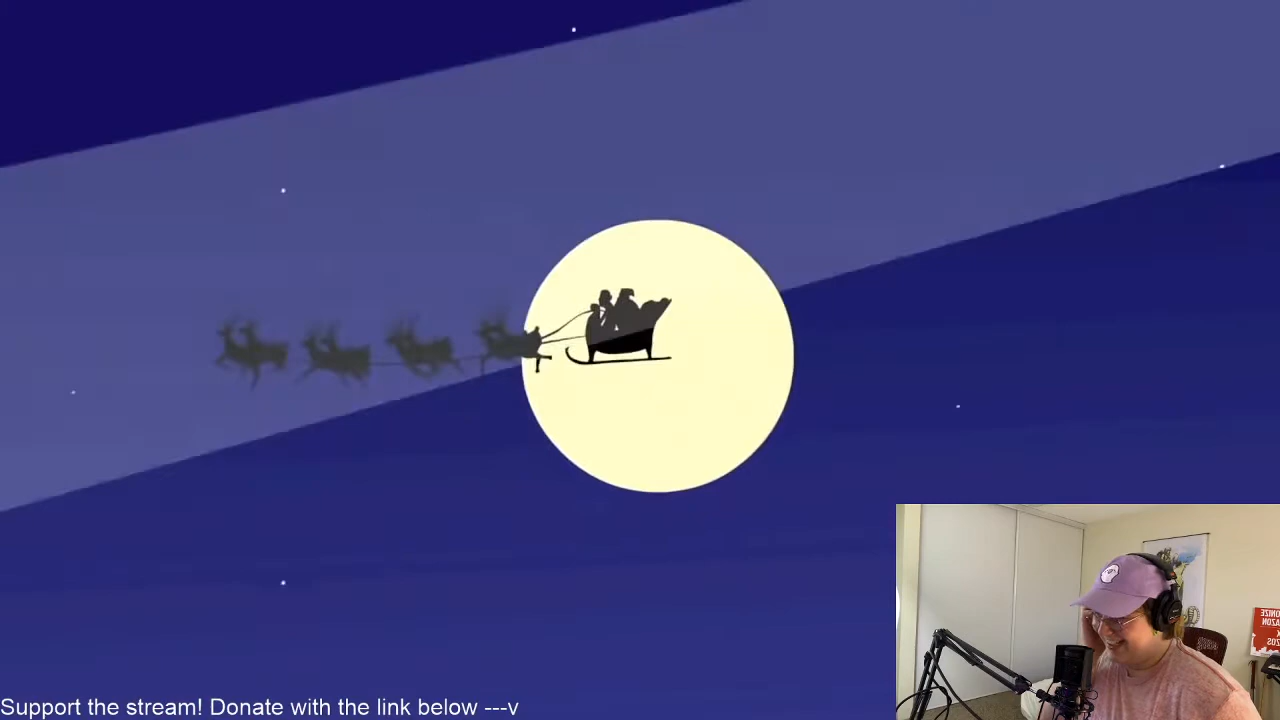 Support the stream! Donate with the link below ---v